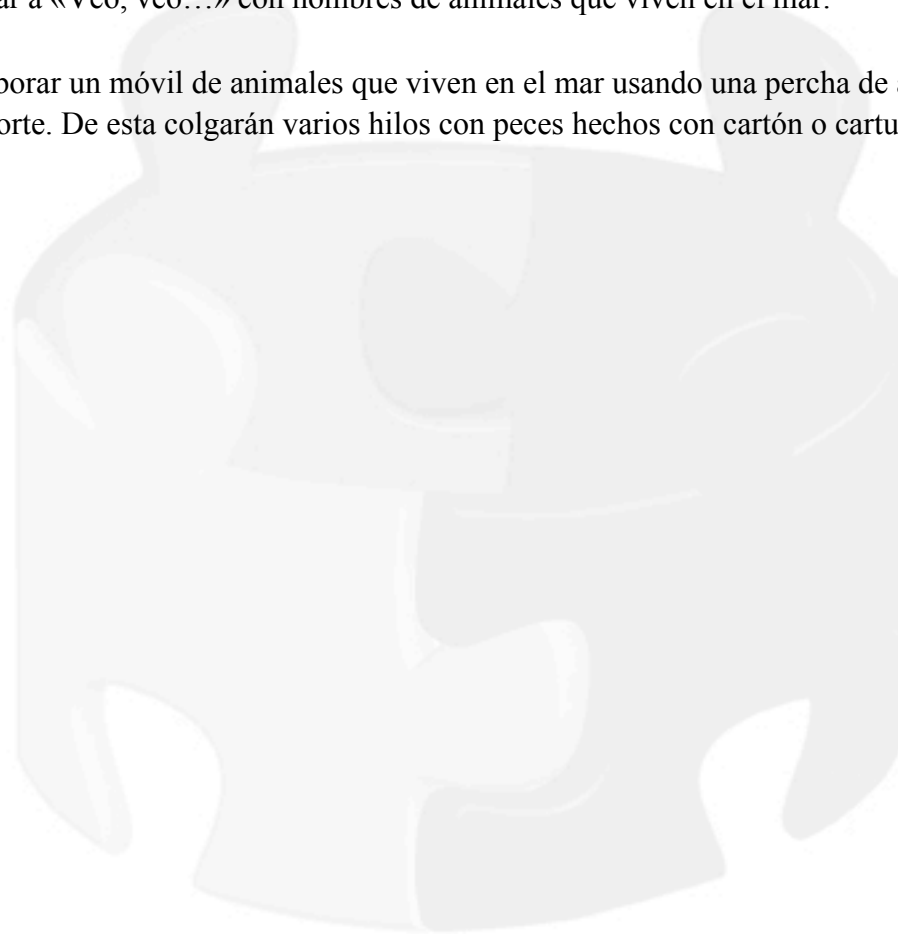 ar a «Veo, veo…» con nombres de animales que viven en el mar.
borar un móvil de animales que viven en el mar usando una percha de a
orte. De esta colgarán varios hilos con peces hechos con cartón o cartu